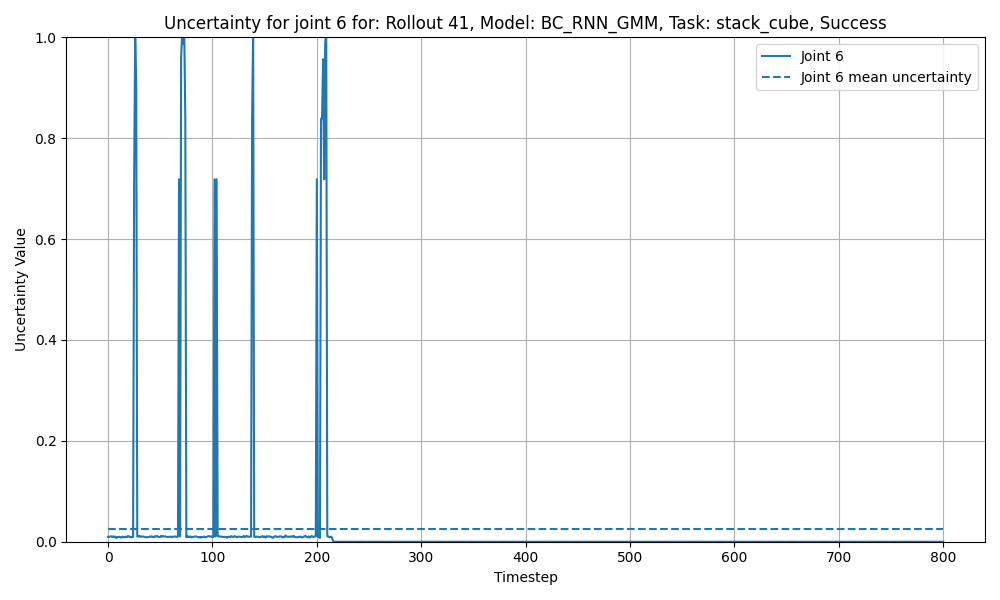 Uncertainty for joint 6 for: Rollout 41, Model: BC_RNN_GMM, Task: stack_cube, Success
Joint 6
Joint 6 mean uncertainty
Uncertainty Value
1.0
0.8
0.6
0.4
0.2
0.0
0 100 200 300 400 500 600 700 800
Timestep